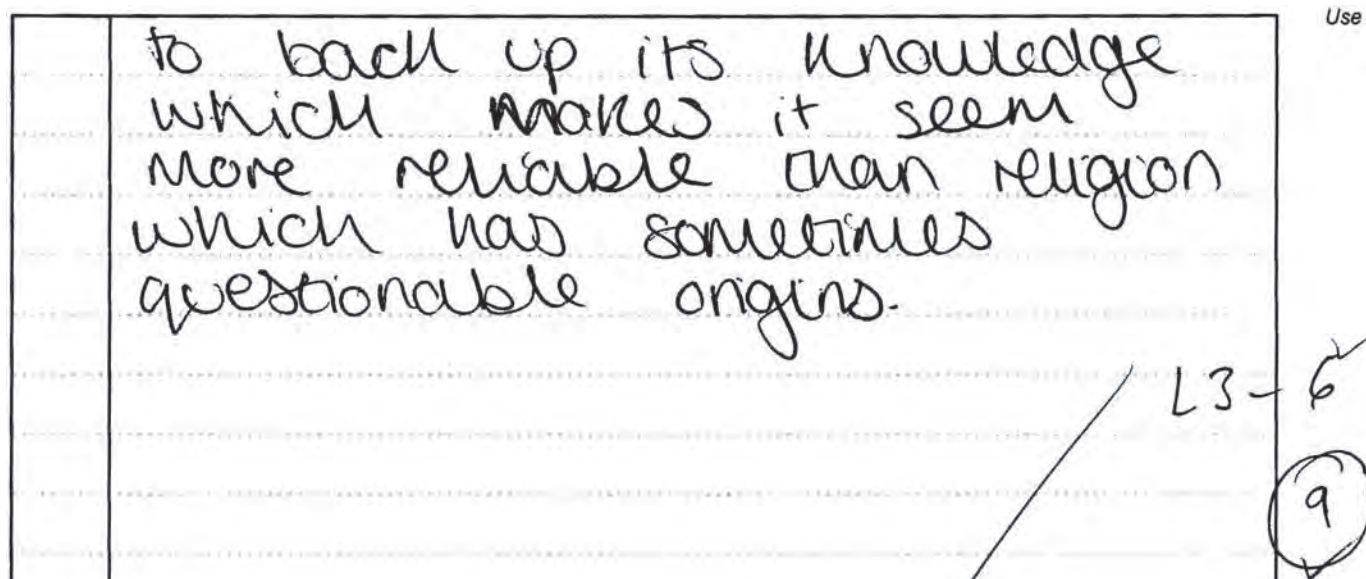 Use
to back up its knowledge
which makes it seem
more reliable than religion
which has sometimes
questionable origins.
L3 - 6
9